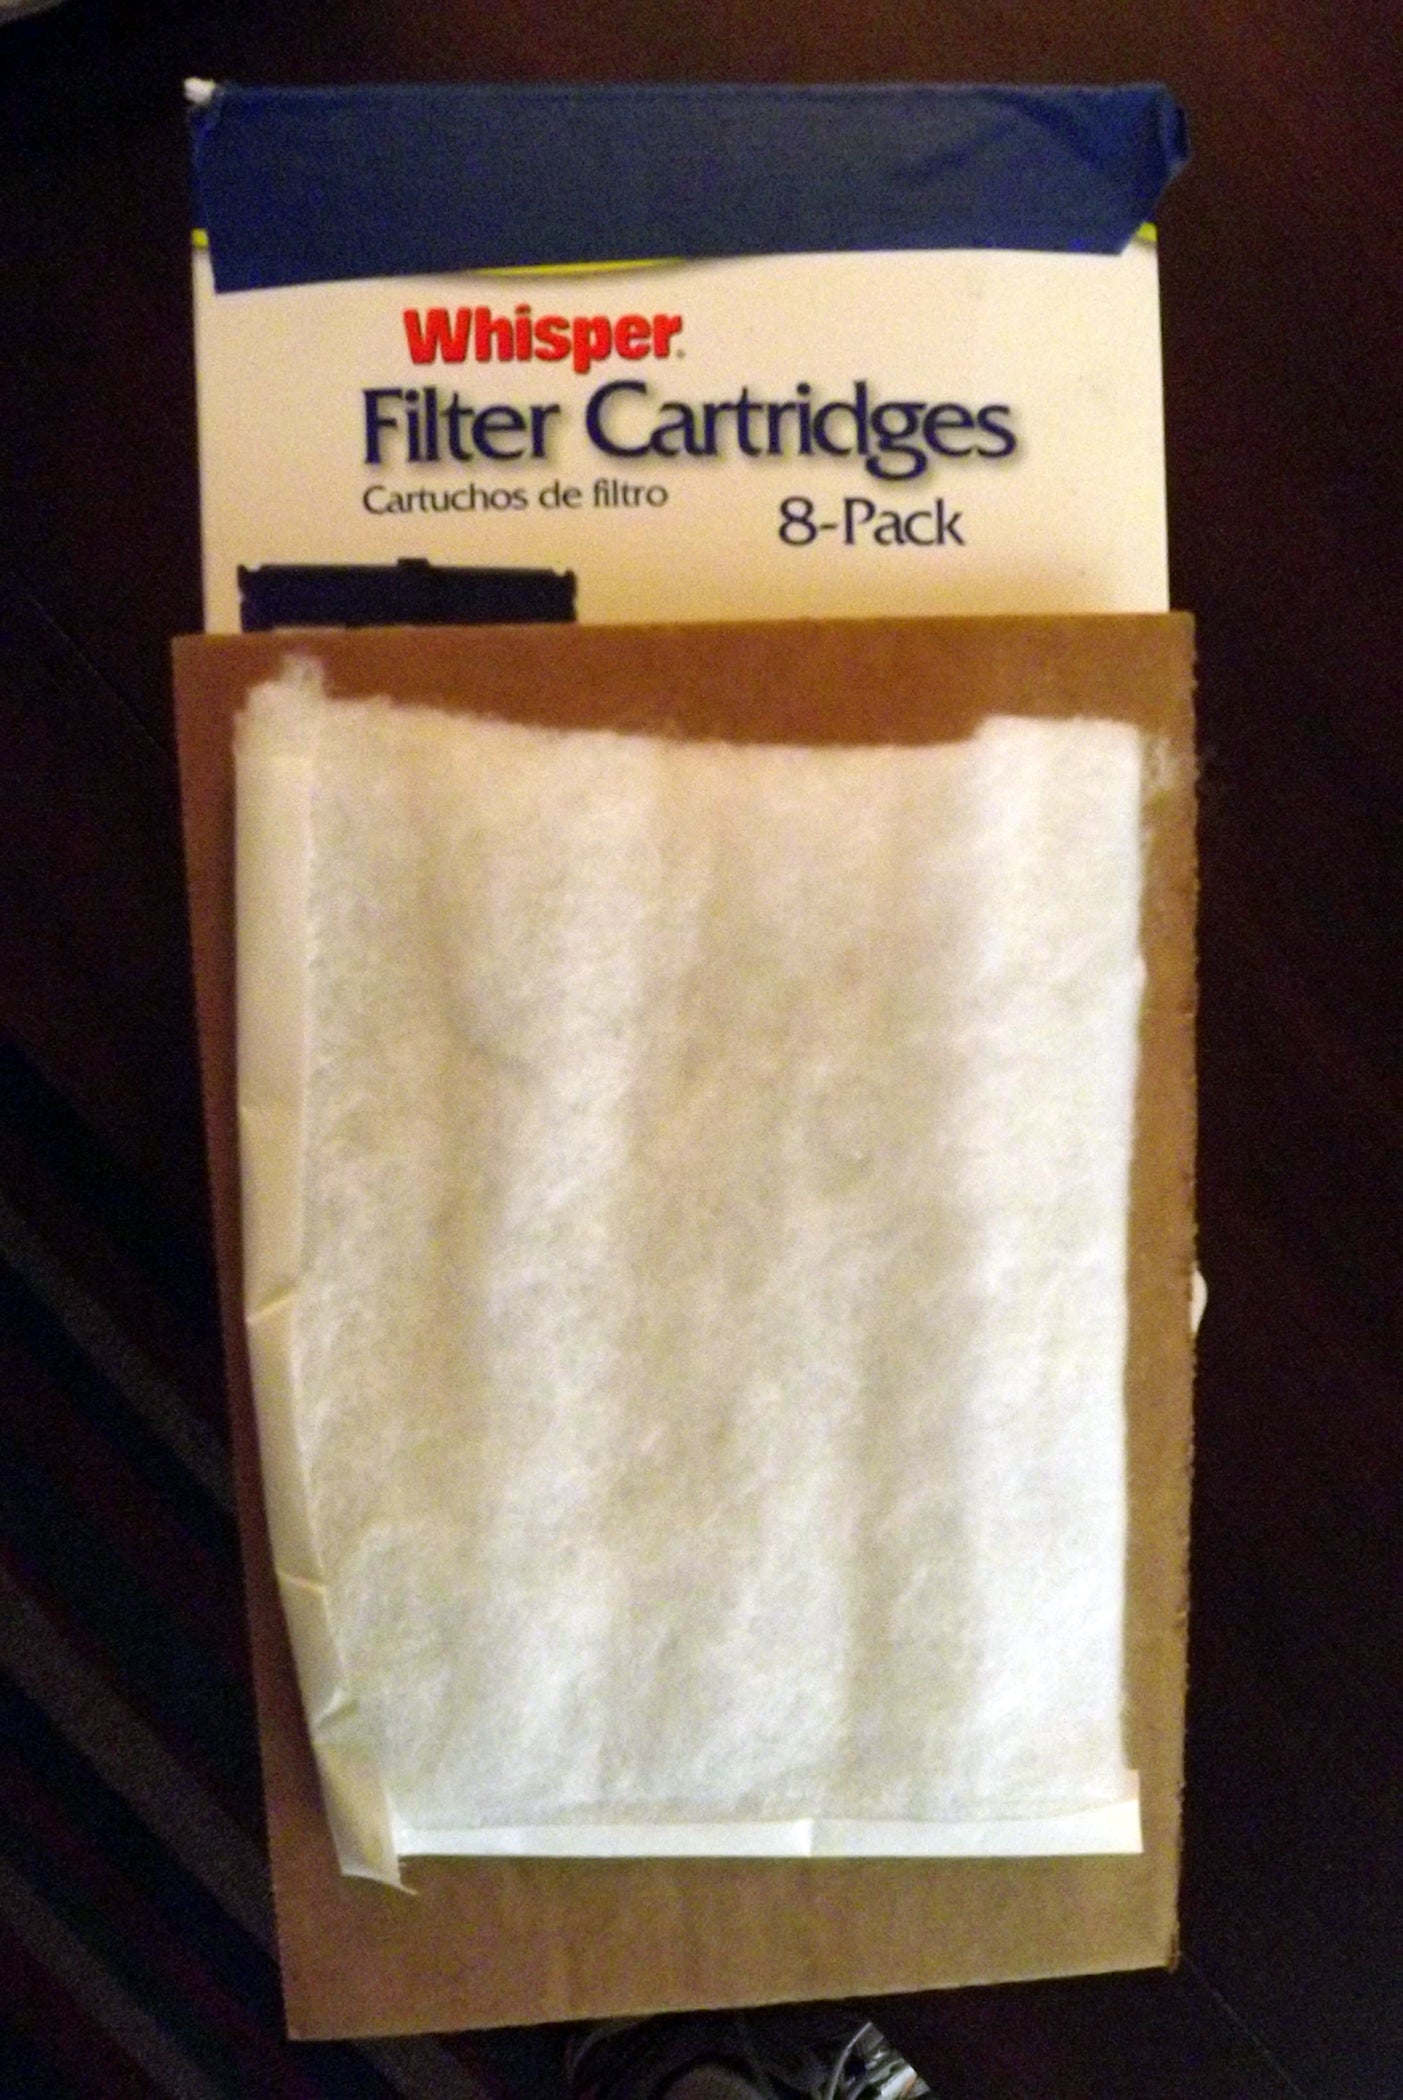 Whisper
Filter Cartridges
Cartuchos de filtro
8-Pack